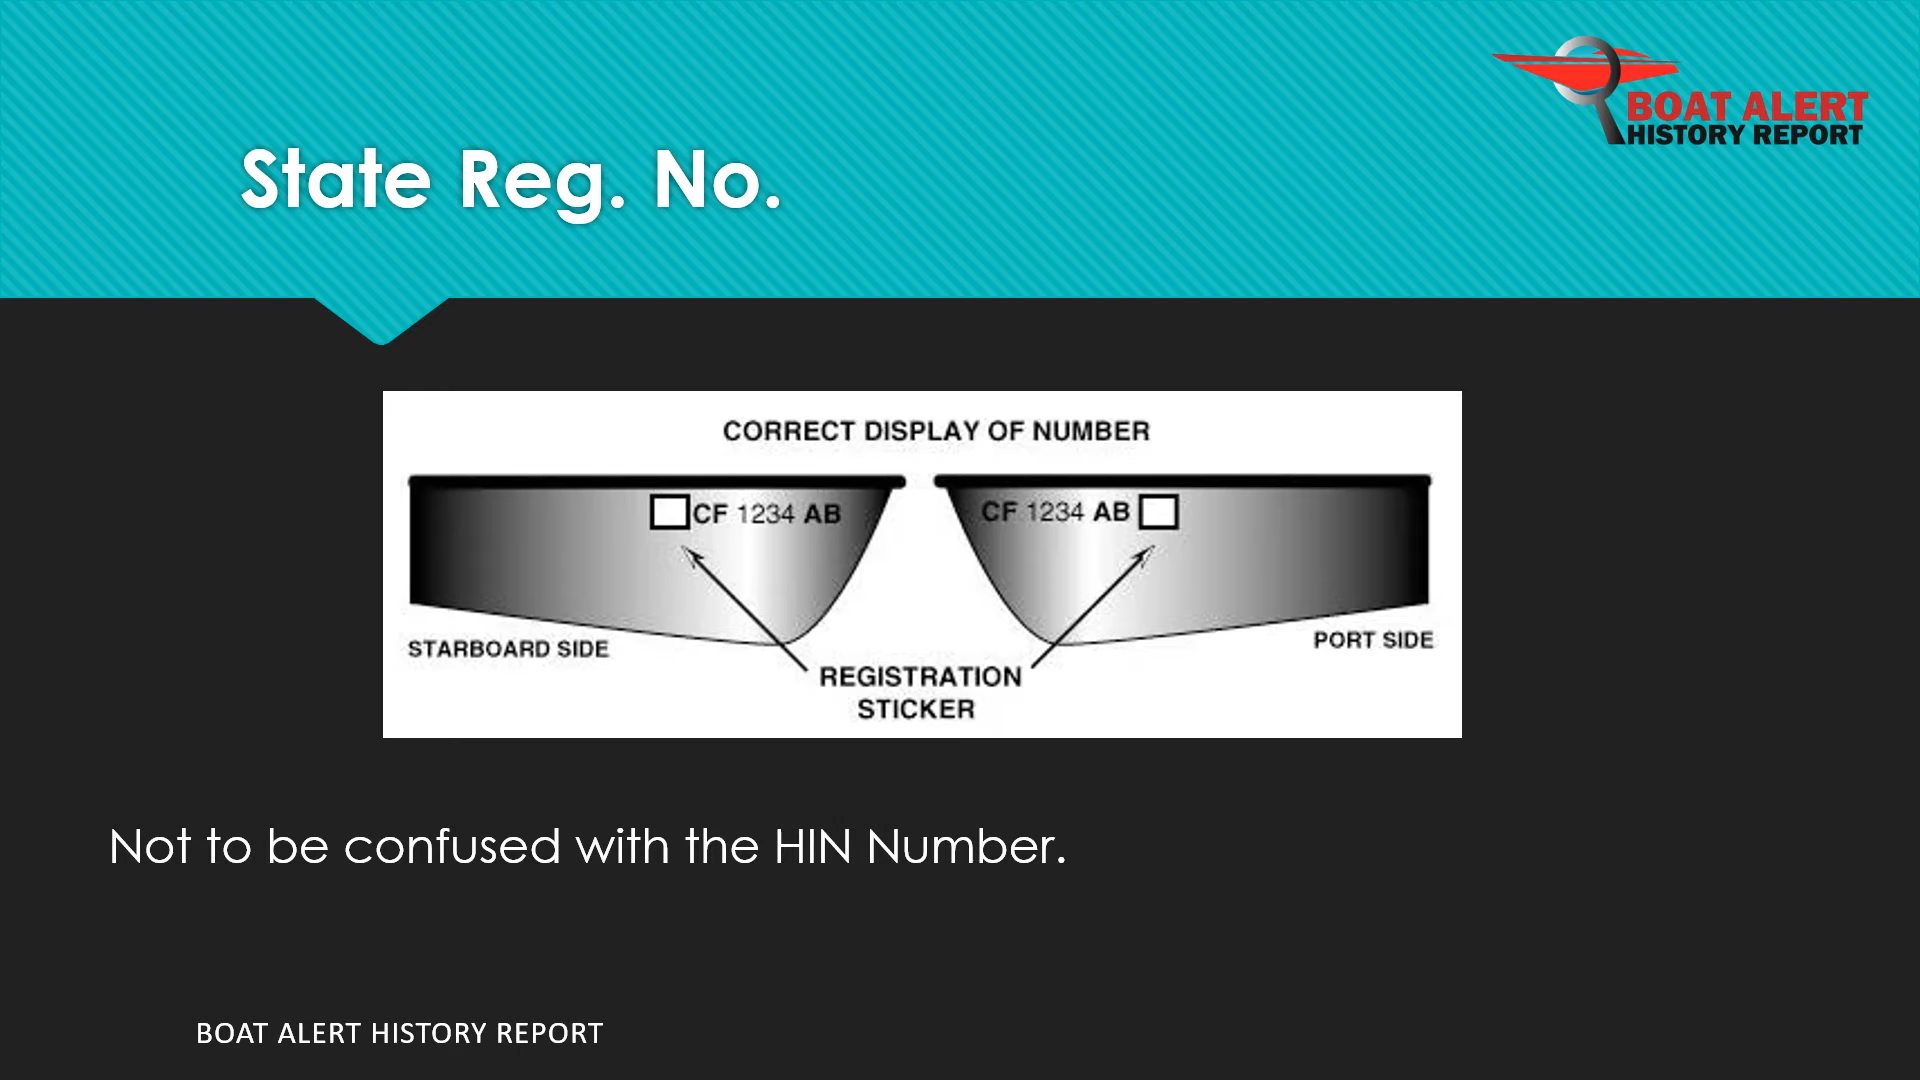 BOAT ALERT
HISTORY REPORT
State Reg. No.
CORRECT DISPLAY OF NUMBER
CF 1234 AB
CF 1234 AB
STARBOARD SIDE
PORT SIDE
REGISTRATION
STICKER
Not to be confused with the HIN Number.
BOAT ALERT HISTORY REPORT